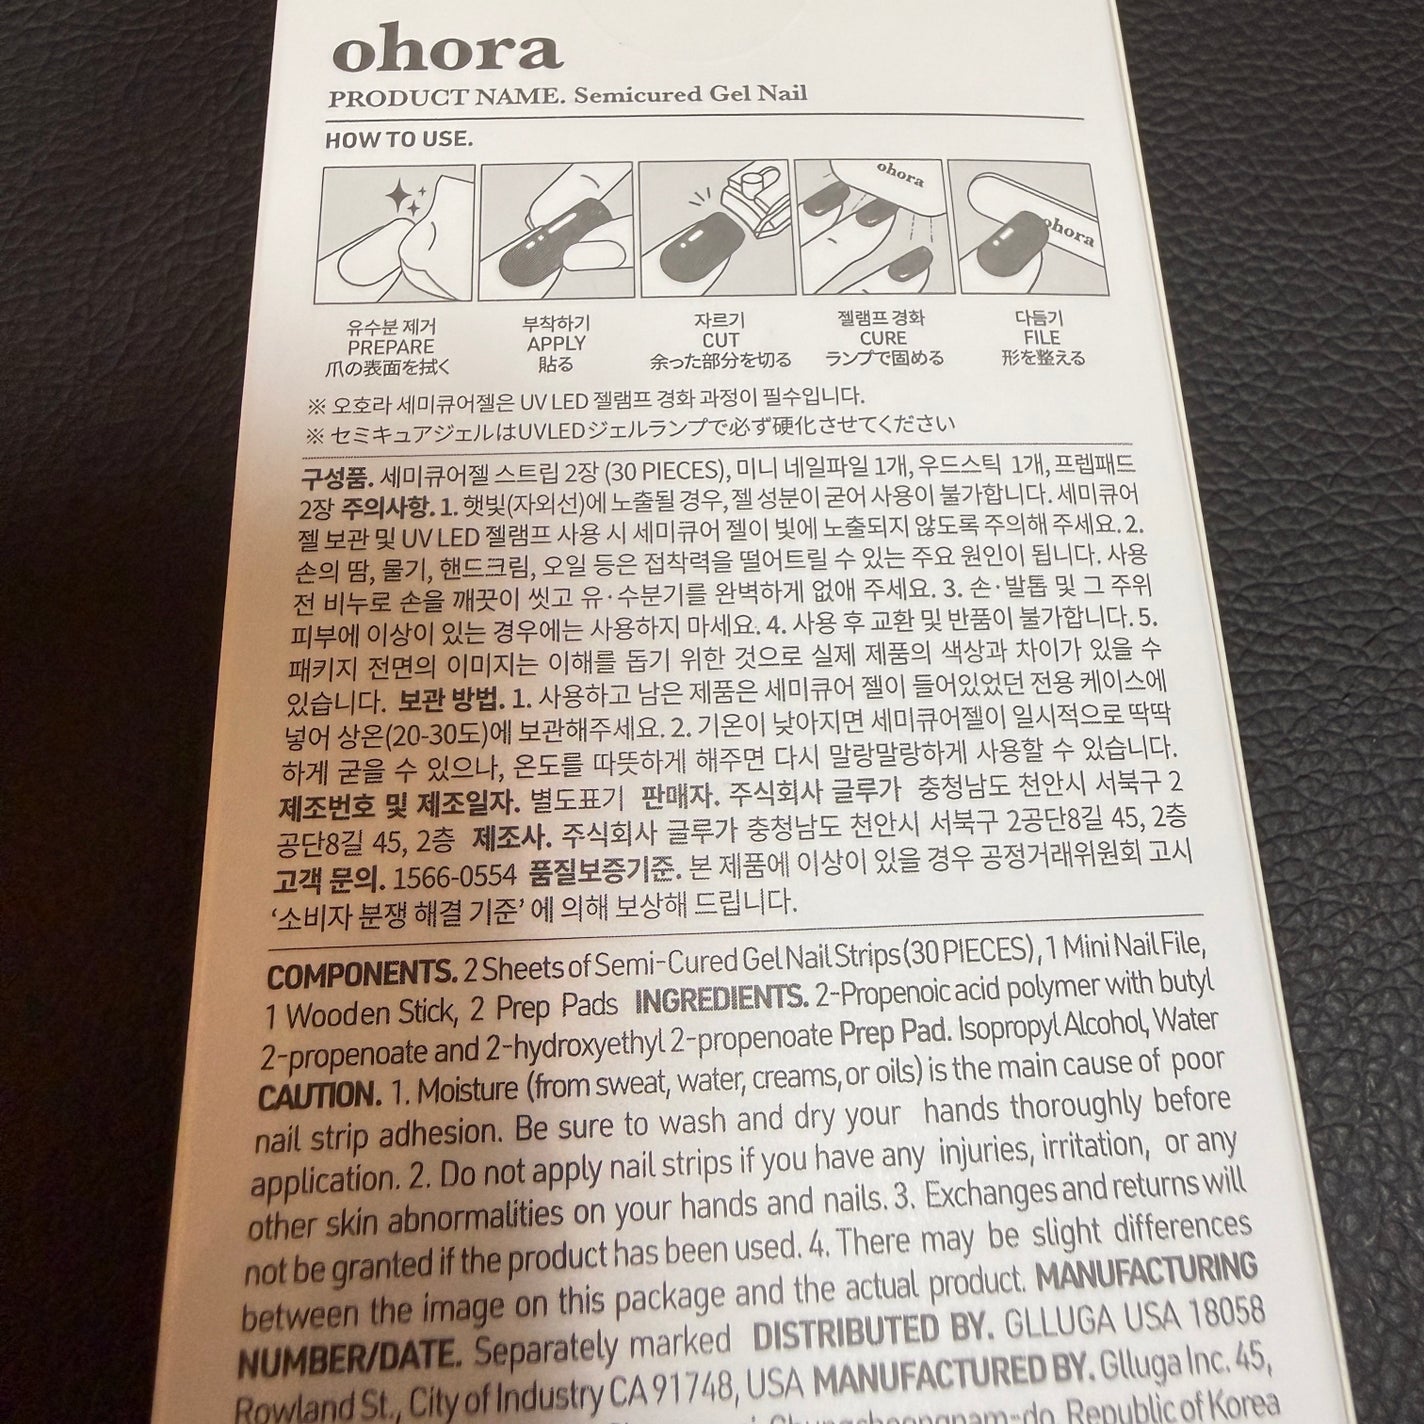 ohora
PRODUCT NAME. Semicured Gel Nail
HOW TO USE.
ohora
ohora
유수분 제거
PREPARE
爪の表面を拭く
부착하기
APPLY
貼る
자르기
CUT
余った部分を切る
젤램프 경화
CURE
ランプで固める
다듬기
FILE
形を整える
※ 오호라 세미큐어젤은 UV LED 젤램프 경화 과정이 필수입니다.
※ セミキュアジェルはUVLEDジェルランプで必ず硬化させてください
구성품. 세미큐어젤 스트립 2장 (30 PIECES), 미니 네일파일 1개, 우드스틱 1개, 프렙패드
2장 주의사항. 1. 햇빛(자외선)에 노출될 경우, 젤 성분이 굳어 사용이 불가합니다. 세미큐어
젤 보관 및 UV LED 젤램프 사용 시 세미큐어 젤이 빛에 노출되지 않도록 주의해 주세요. 2.
손의 땀, 물기, 핸드크림, 오일 등은 접착력을 떨어트릴 수 있는 주요 원인이 됩니다. 사용
전 비누로 손을 깨끗이 씻고 유·수분기를 완벽하게 없애 주세요. 3. 손·발톱 및 그 주위
피부에 이상이 있는 경우에는 사용하지 마세요. 4. 사용 후 교환 및 반품이 불가합니다. 5.
패키지 전면의 이미지는 이해를 돕기 위한 것으로 실제 제품의 색상과 차이가 있을 수
있습니다. 보관 방법. 1. 사용하고 남은 제품은 세미큐어 젤이 들어있었던 전용 케이스에
넣어 상온(20-30도)에 보관해주세요. 2. 기온이 낮아지면 세미큐어젤이 일시적으로 딱딱
하게 굳을 수 있으나, 온도를 따뜻하게 해주면 다시 말랑말랑하게 사용할 수 있습니다.
제조번호 및 제조일자. 별도표기 판매자. 주식회사 글루가 충청남도 천안시 서북구 2
공단8길 45, 2층 제조사. 주식회사 글루가 충청남도 천안시 서북구 2공단8길 45, 2층
고객 문의. 1566-0554 품질보증기준. 본 제품에 이상이 있을 경우 공정거래위원회 고시
‘소비자 분쟁 해결 기준’ 에 의해 보상해 드립니다.
COMPONENTS. 2 Sheets of Semi-Cured Gel Nail Strips (30 PIECES), 1 Mini Nail File,
1 Wooden Stick, 2 Prep Pads INGREDIENTS. 2-Propenoic acid polymer with butyl
2-propenoate and 2-hydroxyethyl 2-propenoate Prep Pad. Isopropyl Alcohol, Water
CAUTION. 1. Moisture (from sweat, water, creams, or oils) is the main cause of poor
nail strip adhesion. Be sure to wash and dry your hands thoroughly before
application. 2. Do not apply nail strips if you have any injuries, irritation, or any
other skin abnormalities on your hands and nails. 3. Exchanges and returns will
not be granted if the product has been used. 4. There may be slight differences
between the image on this package and the actual product. MANUFACTURING
NUMBER/DATE. Separately marked DISTRIBUTED BY. GLLUGA USA 18058
Rowland St., City of Industry CA 91748, USA MANUFACTURED BY. Glluga Inc. 45,
Chungcheongnam-do, Republic of Korea